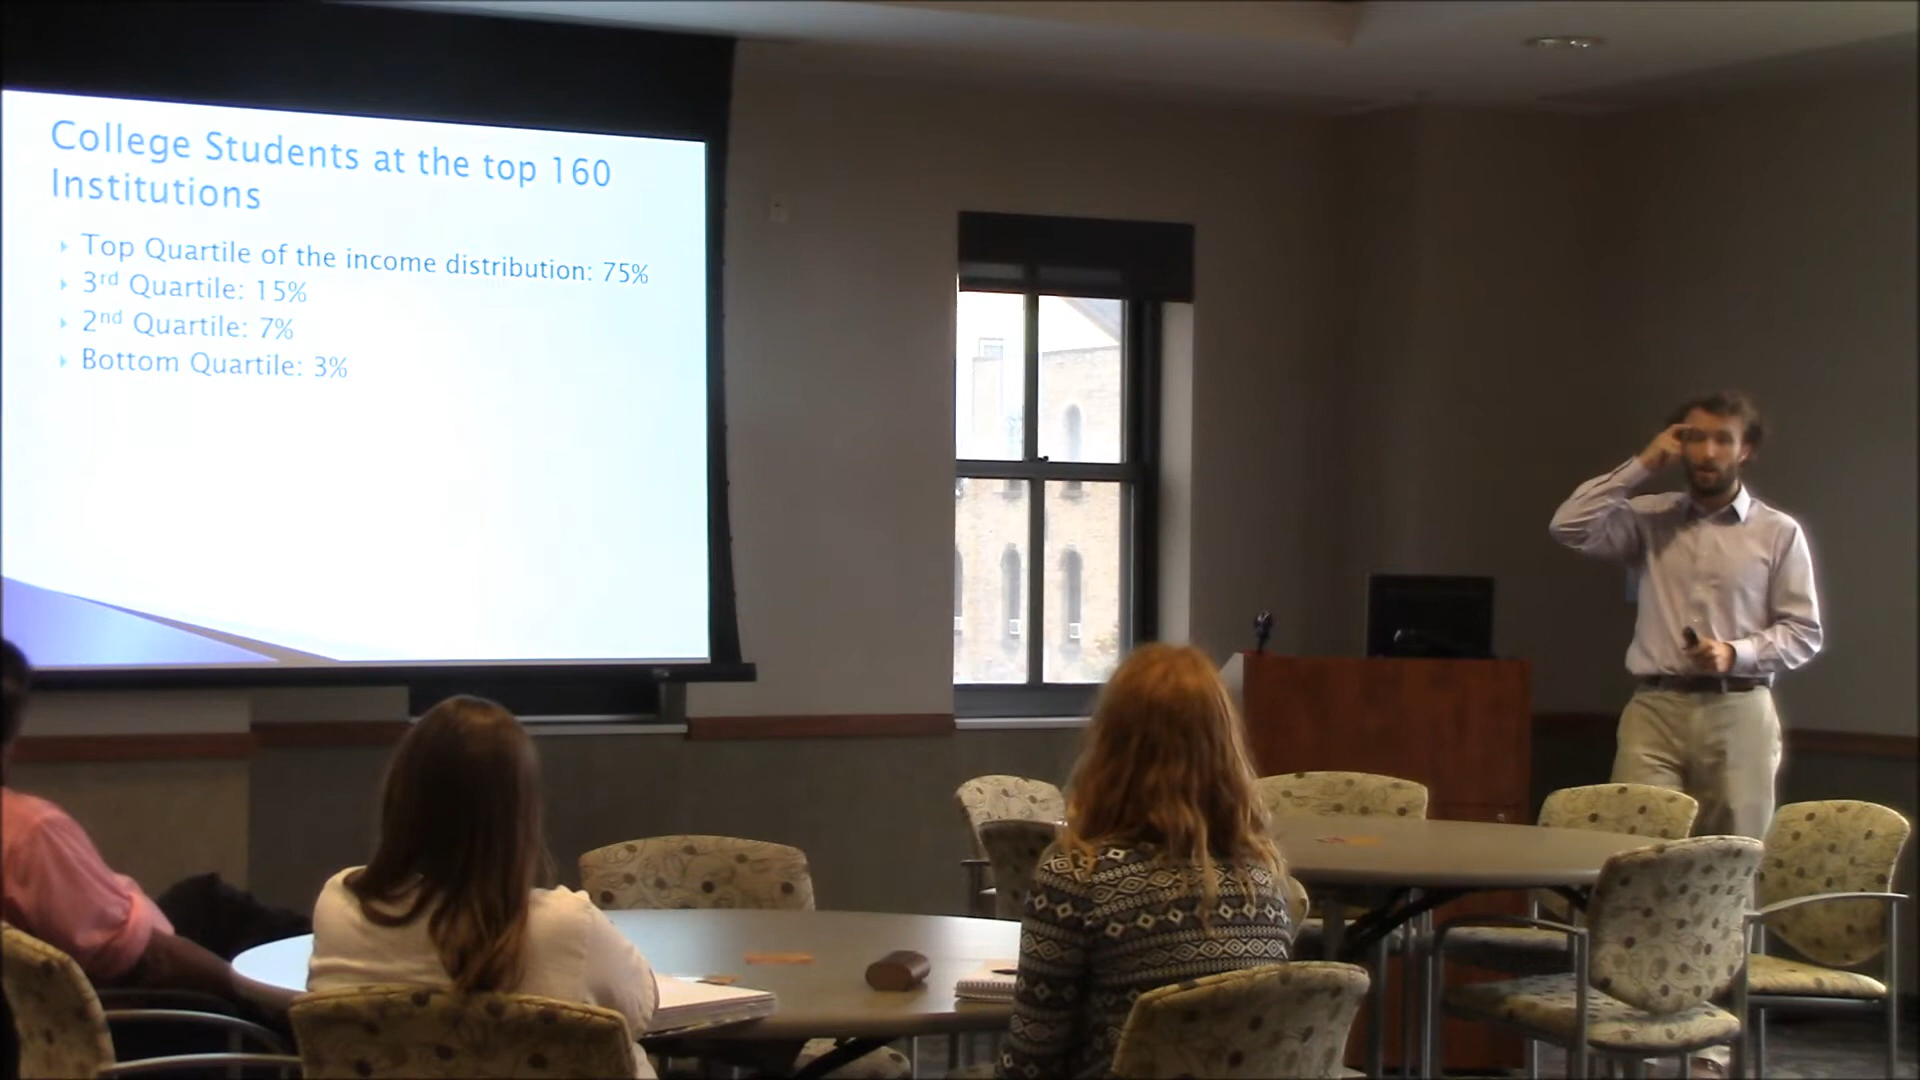 College Students at the top 160
Institutions
Top Quartile of the income distribution: 75%
3rd Quartile: 15%
2nd Quartile: 7%
Bottom Quartile: 3%